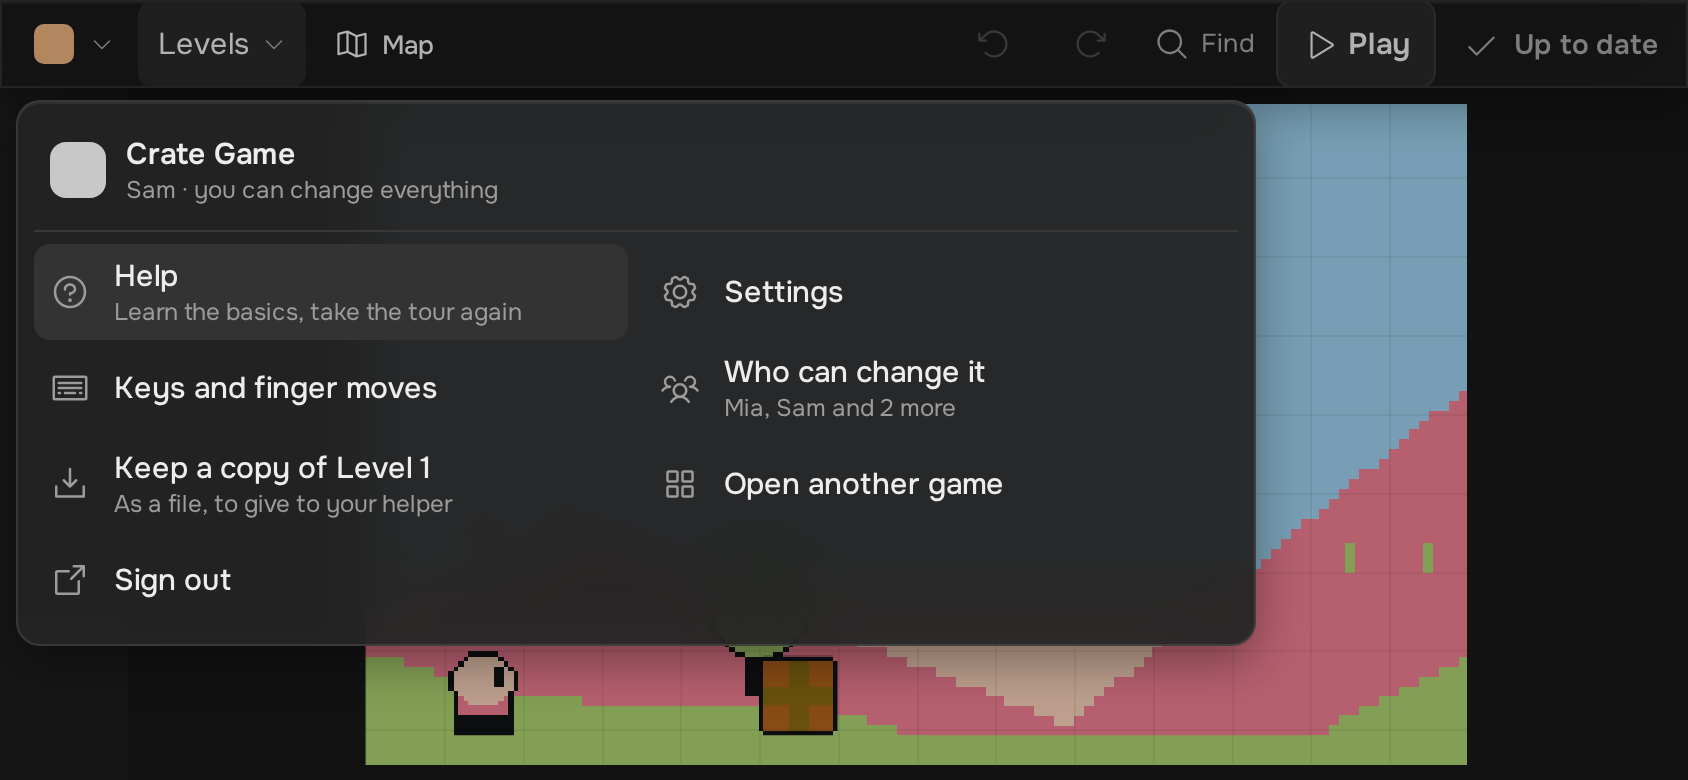 Levels
Map
Find
Play
Up to date
Crate Game
Sam · you can change everything
Help
Learn the basics, take the tour again
Settings
Keys and finger moves
Who can change it
Mia, Sam and 2 more
Keep a copy of Level 1
As a file, to give to your helper
Open another game
Sign out